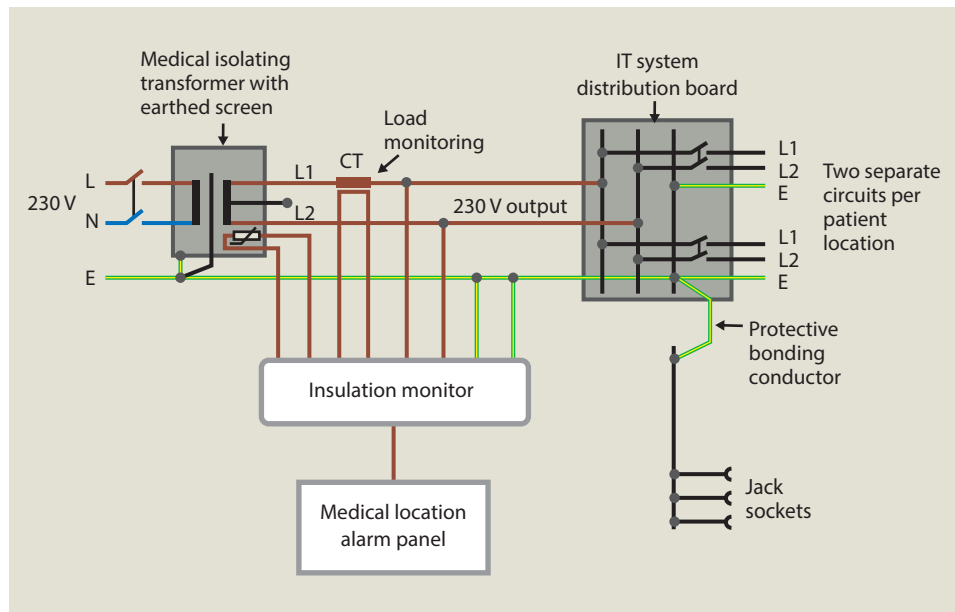 Medical isolating
transformer with
earthed screen
IT system
distribution board
Load
monitoring
CT
L1
L
230 V
N
L2
230 V output
E
L1
L2
E
Two separate
circuits per
patient
location
L1
L2
E
Protective
bonding
conductor
Insulation monitor
Medical location
alarm panel
Jack
sockets